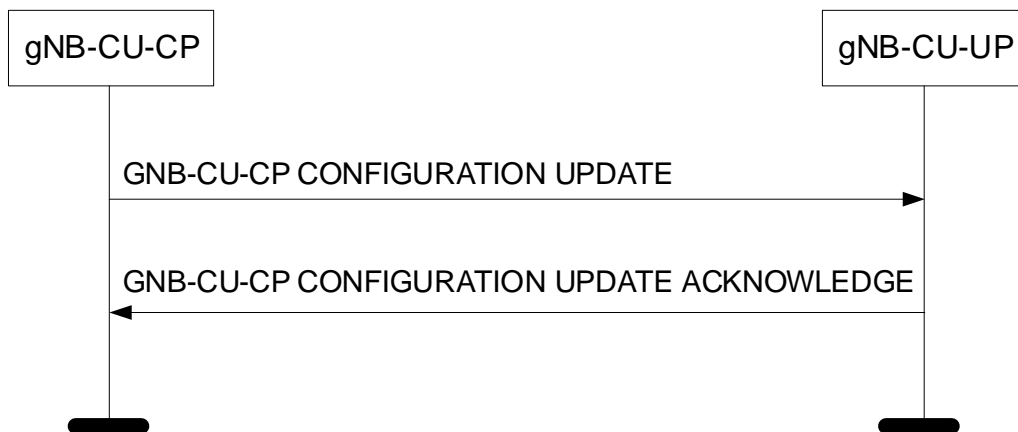 gNB-CU-CP
gNB-CU-UP
GNB-CU-CP CONFIGURATION UPDATE
GNB-CU-CP CONFIGURATION UPDATE ACKNOWLEDGE